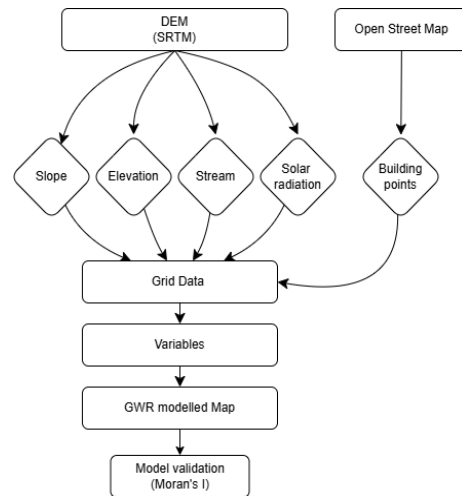 DEM
(SRTM)
Open Street Map
Slope
Elevation
Stream
Solar
radiation
Building
points
Grid Data
Variables
GWR modelled Map
Model validation
(Moran's I)